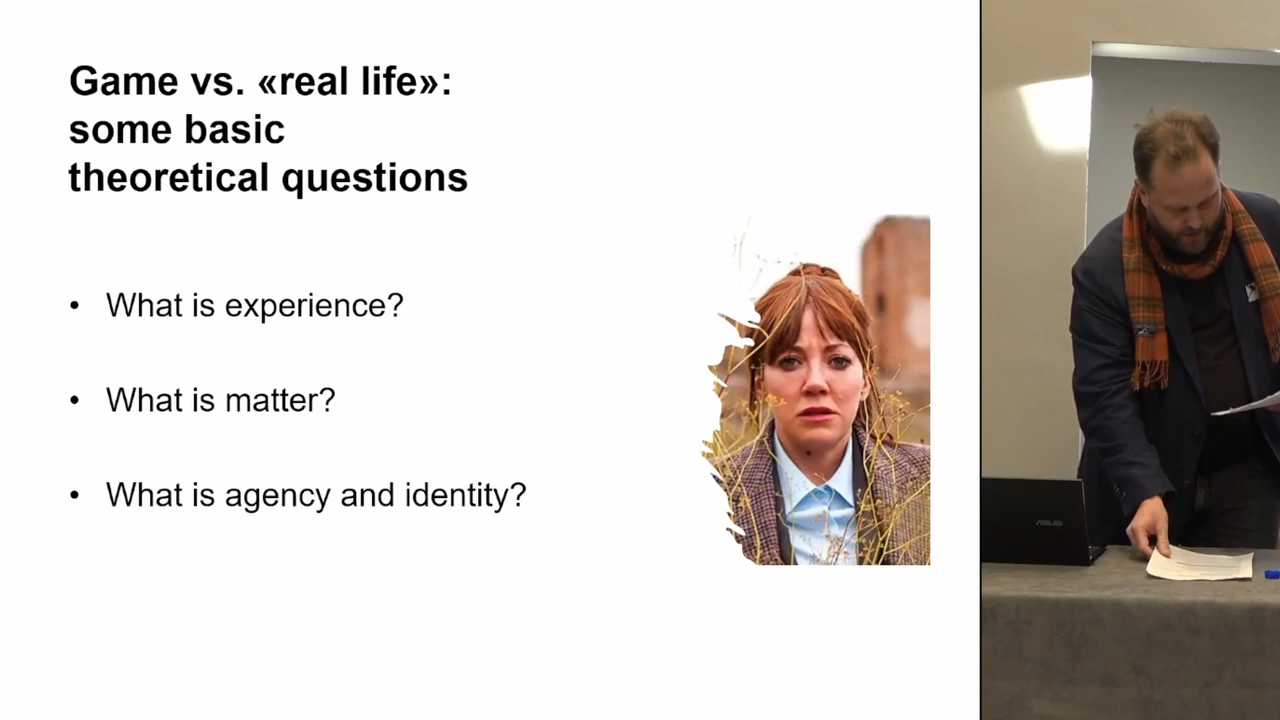 Game vs. «real life»:
some basic
theoretical questions
• What is experience?
• What is matter?
• What is agency and identity?
ASUS